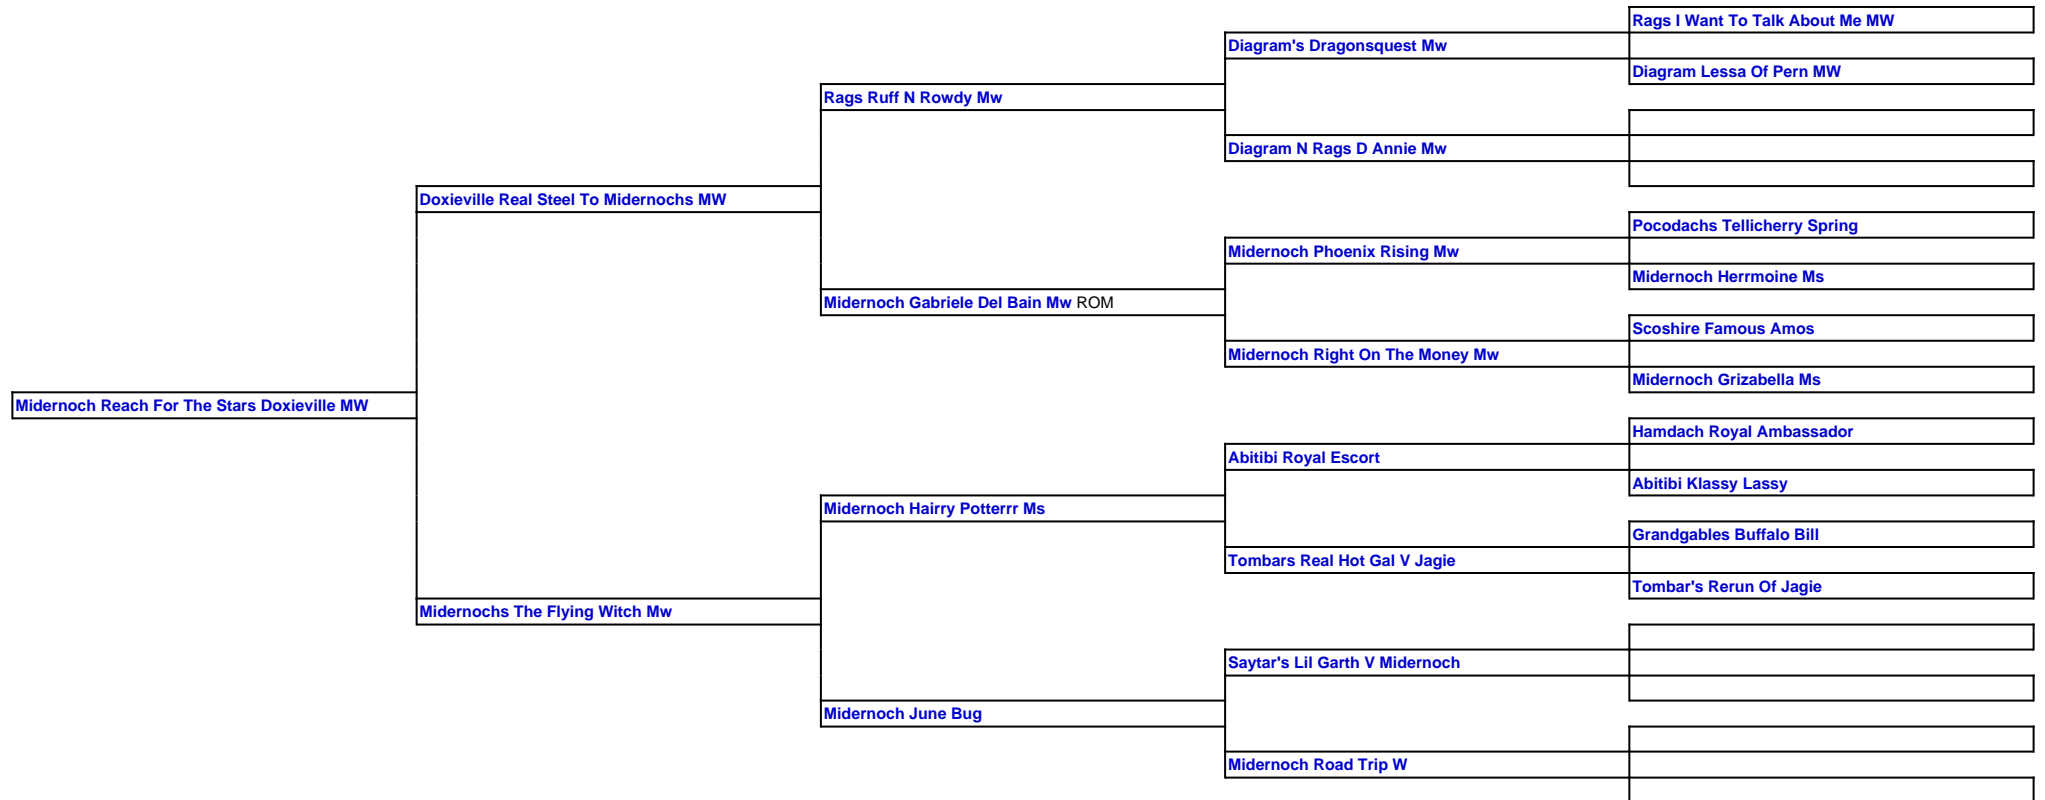 Rags I Want To Talk About Me MW
Diagram's Dragonsquest Mw
Diagram Lessa Of Pern MW
Rags Ruff N Rowdy Mw
Diagram N Rags D Annie Mw
Doxieville Real Steel To Midernochs MW
Pocodachs Tellicherry Spring
Midernoch Phoenix Rising Mw
Midernoch Herrmoine Ms
Midernoch Gabriele Del Bain Mw ROM
Scoshire Famous Amos
Midernoch Right On The Money Mw
Midernoch Grizabella Ms
Midernoch Reach For The Stars Doxieville MW
Hamdach Royal Ambassador
Abitibi Royal Escort
Abitibi Klassy Lassy
Midernoch Hairry Potterrr Ms
Grandgables Buffalo Bill
Tombars Real Hot Gal V Jagie
Tombar's Rerun Of Jagie
Midernochs The Flying Witch Mw
Saytar's Lil Garth V Midernoch
Midernoch June Bug
Midernoch Road Trip W